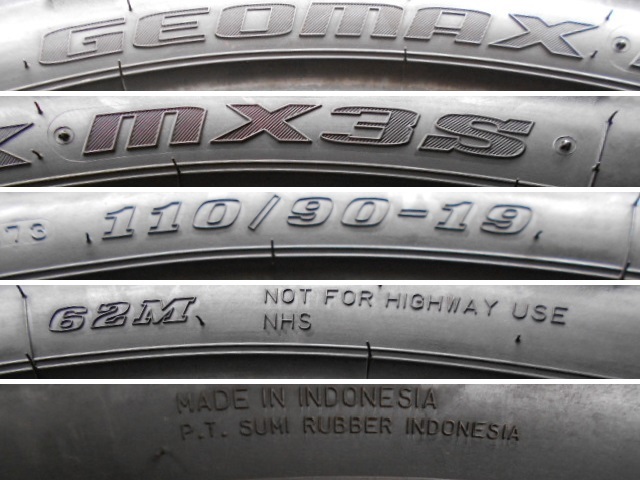 GEOMAX
MX3S
73 110/90-19
62M NOT FOR HIGHWAY USE
NHS
MADE IN INDONESIA
P.T. SUMI RUBBER INDONESIA